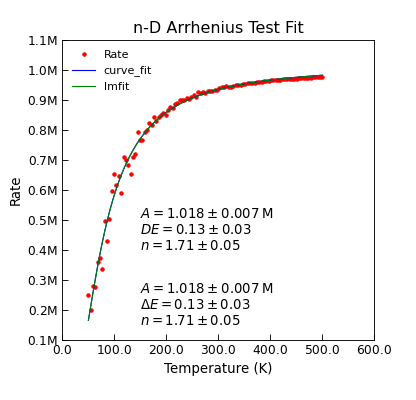 n-D Arrhenius Test Fit
1.1M
1.0M
0.9M
0.8M
0.7M
0.6M
0.5M
0.4M
0.3M
0.2M
0.1M
Rate
Rate
curve_fit
lmfit
A = 1.018 ± 0.007 M
DE = 0.13 ± 0.03
n = 1.71 ± 0.05
A = 1.018 ± 0.007 M
ΔE = 0.13 ± 0.03
n = 1.71 ± 0.05
0.0 100.0 200.0 300.0 400.0 500.0 600.0
Temperature (K)